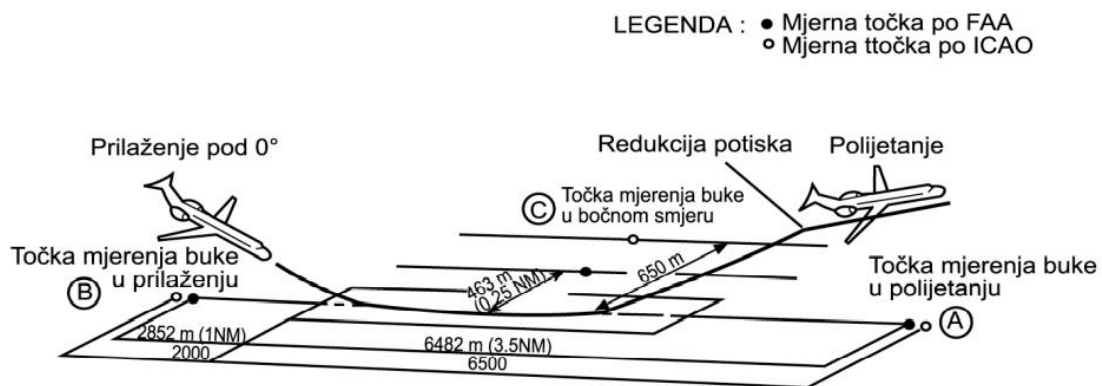 LEGENDA : ● Mjerna točka po FAA
○ Mjerna ttočka po ICAO
Prilaženje pod 0°
Redukcija potiska
Polijetanje
C Točka mjerenja buke
u bočnom smjeru
Točka mjerenja buke
u prilaženju
B
463 m
(0.25 NM)
650 m
Točka mjerenja buke
u polijetanju
A
2852 m (1NM)
2000
6482 m (3.5NM)
6500